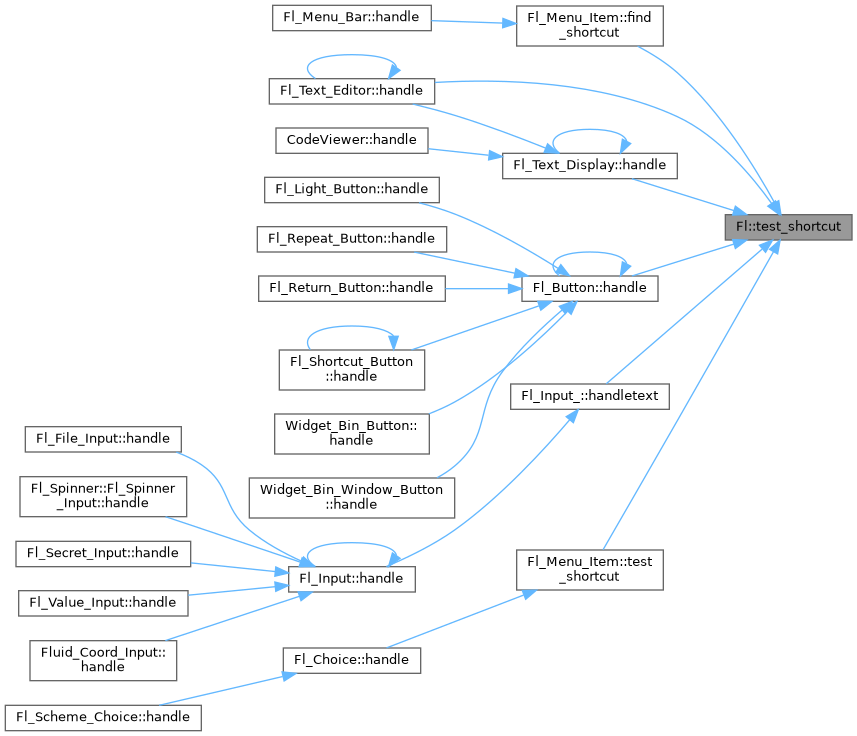 Fl_Menu_Bar::handle
Fl_Menu_Item::find
_shortcut
Fl_Text_Editor::handle
CodeViewer::handle
Fl_Text_Display::handle
Fl_Light_Button::handle
Fl::test_shortcut
Fl_Repeat_Button::handle
Fl_Return_Button::handle
Fl_Button::handle
Fl_Shortcut_Button
::handle
Fl_Input_::handletext
Widget_Bin_Button::
handle
Fl_File_Input::handle
Widget_Bin_Window_Button
::handle
Fl_Spinner::Fl_Spinner
_Input::handle
Fl_Secret_Input::handle
Fl_Input::handle
Fl_Menu_Item::test
_shortcut
Fl_Value_Input::handle
Fluid_Coord_Input::
handle
Fl_Choice::handle
Fl_Scheme_Choice::handle